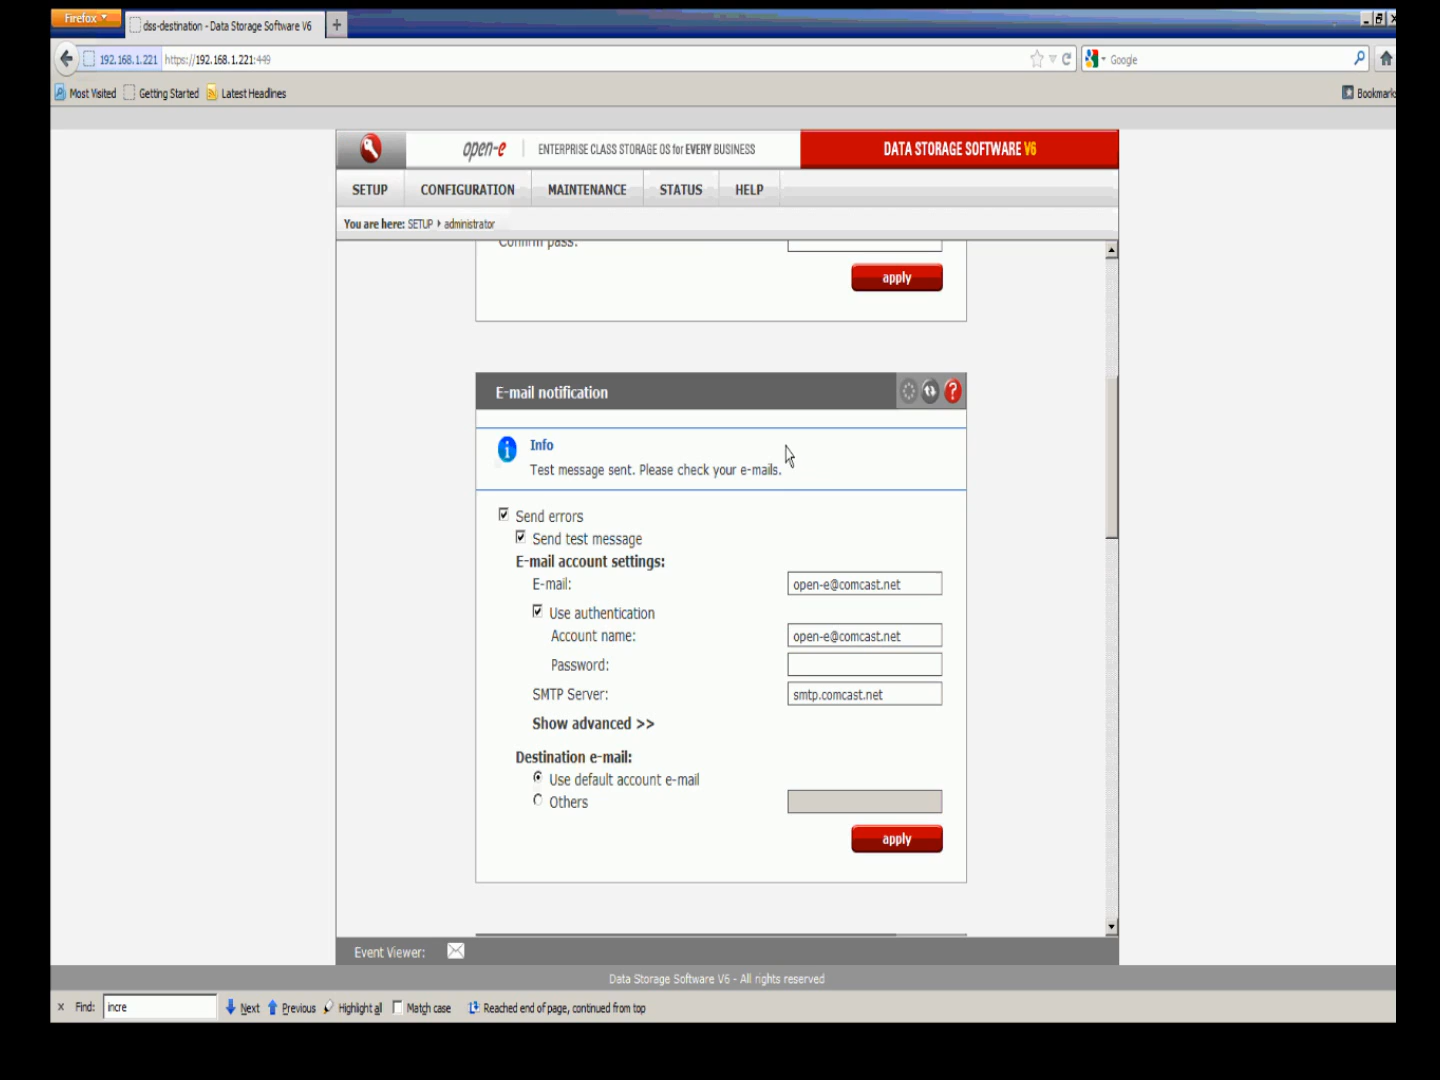 Firefox
dss-destination - Data Storage Software V6
+
192.168.1.221 https://192.168.1.221:449
Google
Most Visited Getting Started Latest Headlines
Bookmark
open-e ENTERPRISE CLASS STORAGE OS for EVERY BUSINESS
DATA STORAGE SOFTWARE V6
SETUP CONFIGURATION MAINTENANCE STATUS HELP
You are here: SETUP administrator
Confirm pass:
apply
E-mail notification
?
i
Info
Test message sent. Please check your e-mails.
Send errors
Send test message
E-mail account settings:
E-mail: open-e@comcast.net
Use authentication
Account name: open-e@comcast.net
Password:
SMTP Server: smtp.comcast.net
Show advanced >>
Destination e-mail:
Use default account e-mail
Others
apply
Event Viewer:
Data Storage Software V6 - All rights reserved
x Find: incre Next Previous Highlight all Match case Reached end of page, continued from top